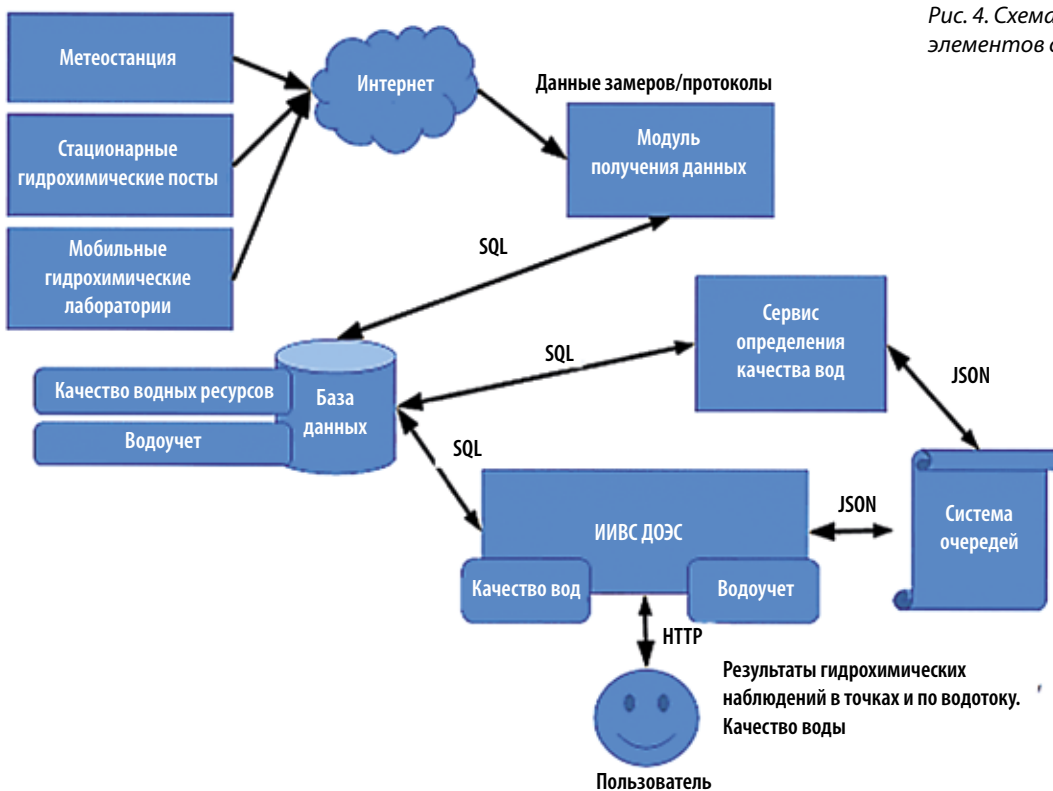 Рис. 4. Схема
элементов
Метеостанция
Интернет
Данные замеров/протоколы
Стационарные
гидрохимические посты
Модуль
получения данных
Мобильные
гидрохимические
лаборатории
SQL
Сервис
определения
качества вод
SQL
JSON
Качество водных ресурсов
База
данных
Водоучет
SQL
ИИВС ДОЭС
JSON
Система
очередей
Качество вод
Водоучет
HTTP
Результаты гидрохимических
наблюдений в точках и по водотоку.
Качество воды
Пользователь